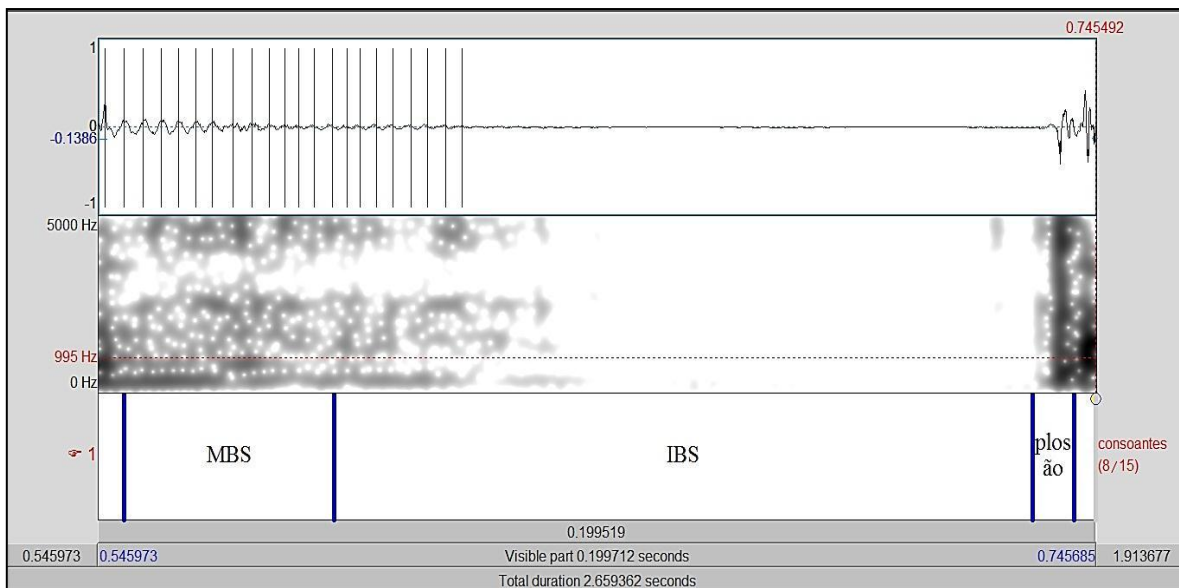 0.745492
1
0
-0.1386
-1
5000 Hz
995 Hz
0 Hz
1
MBS
IBS
plos
ão
consoantes
(8/15)
0.199519
0.545973
0.545973
Visible part 0.199712 seconds
0.745685
1.913677
Total duration 2.659362 seconds